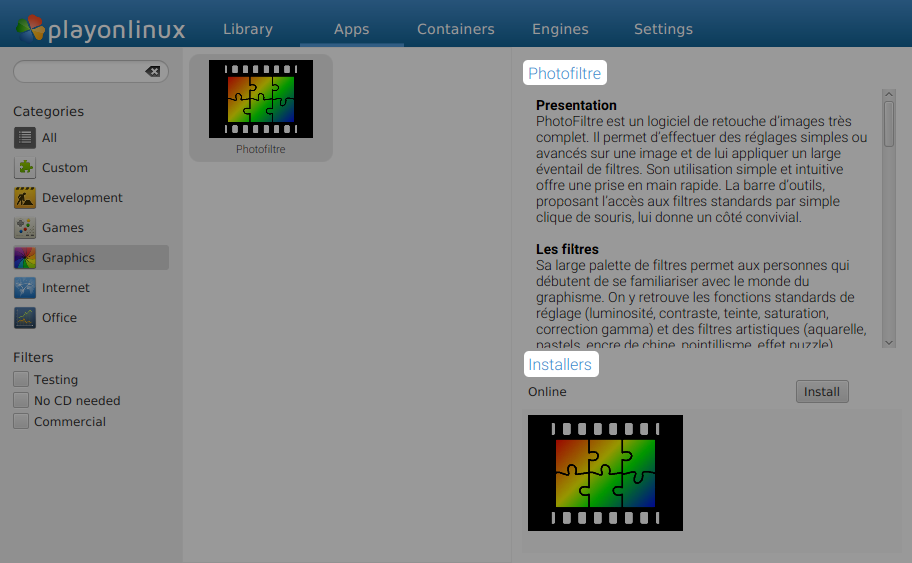 playonlinux
Library
Apps
Containers
Engines
Settings
Categories
All
Custom
Development
Games
Graphics
Internet
Office
Filters
Testing
No CD needed
Commercial
Photofiltre
Photofiltre
Presentation
PhotoFiltre est un logiciel de retouche d'images très
complet. Il permet d'effectuer des réglages simples ou
avancés sur une image et de lui appliquer un large
éventail de filtres. Son utilisation simple et intuitive
offre une prise en main rapide. La barre d'outils,
proposant l'accès aux filtres standards par simple
clique de souris, lui donne un côté convivial.
Les filtres
Sa large palette de filtres permet aux personnes qui
débutent de se familiariser avec le monde du
graphisme. On y retrouve les fonctions standards de
réglage (luminosité, contraste, teinte, saturation,
correction gamma) et des filtres artistiques (aquarelle,
pastels, encre de chine, pointillisme, effet puzzle).
Installers
Online
Install